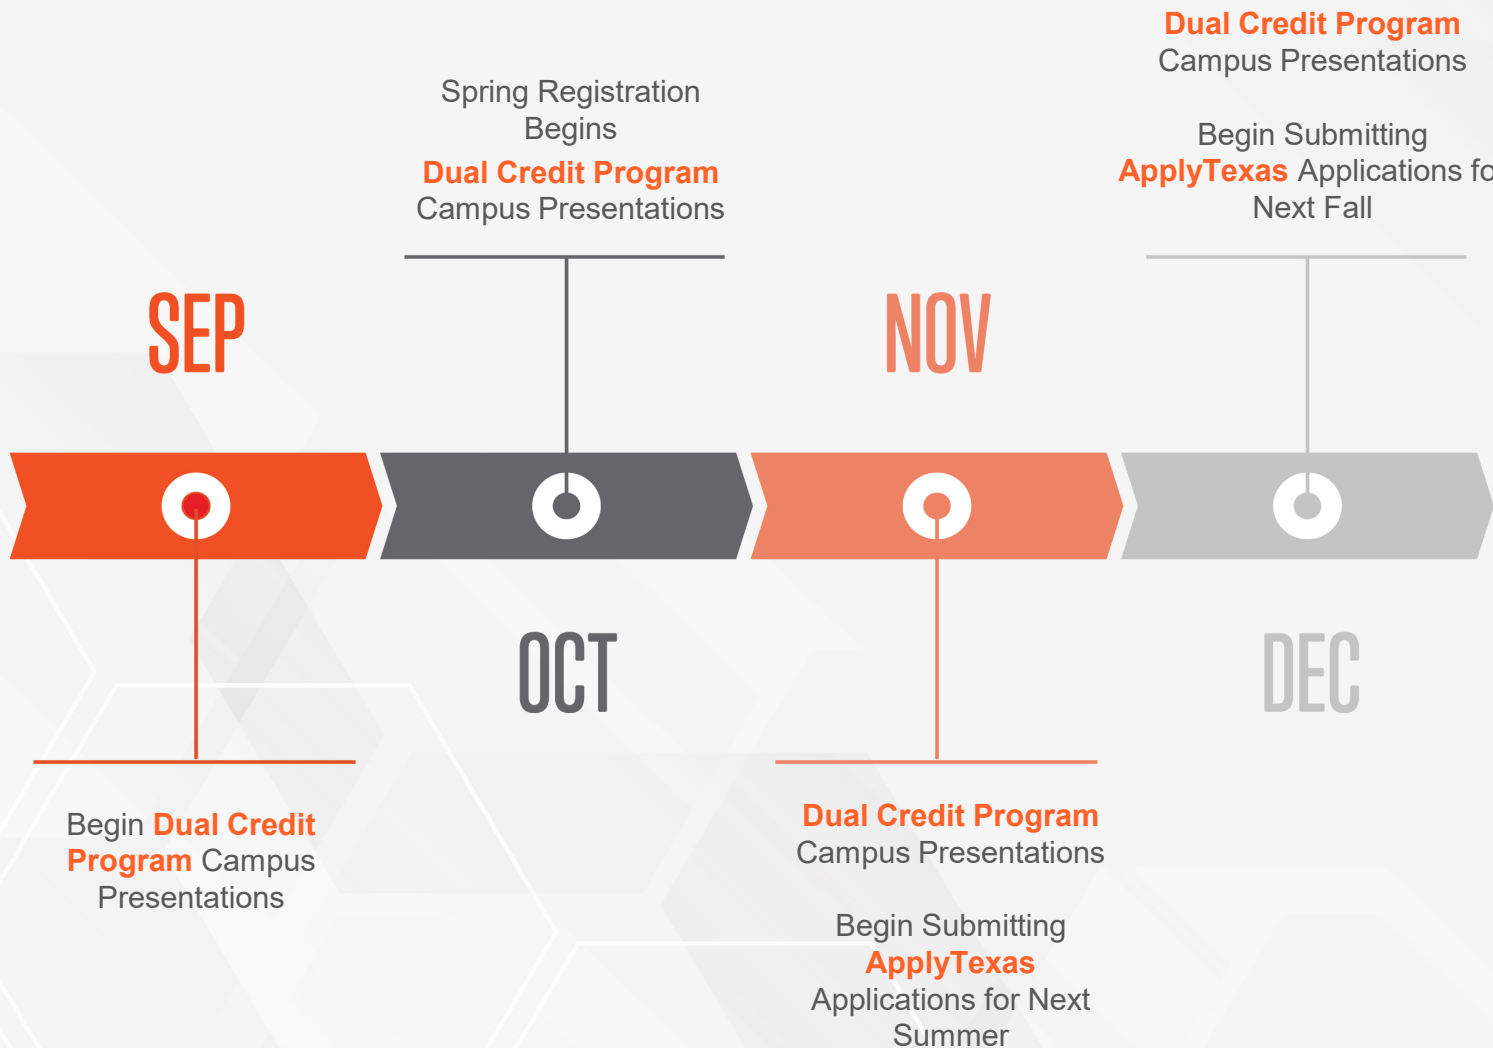 Dual Credit Program
Campus Presentations
Begin Submitting
ApplyTexas Applications fo
Next Fall
Spring Registration
Begins
Dual Credit Program
Campus Presentations
SEP
NOV
OCT
DEC
Begin Dual Credit
Program Campus
Presentations
Dual Credit Program
Campus Presentations
Begin Submitting
ApplyTexas
Applications for Next
Summer